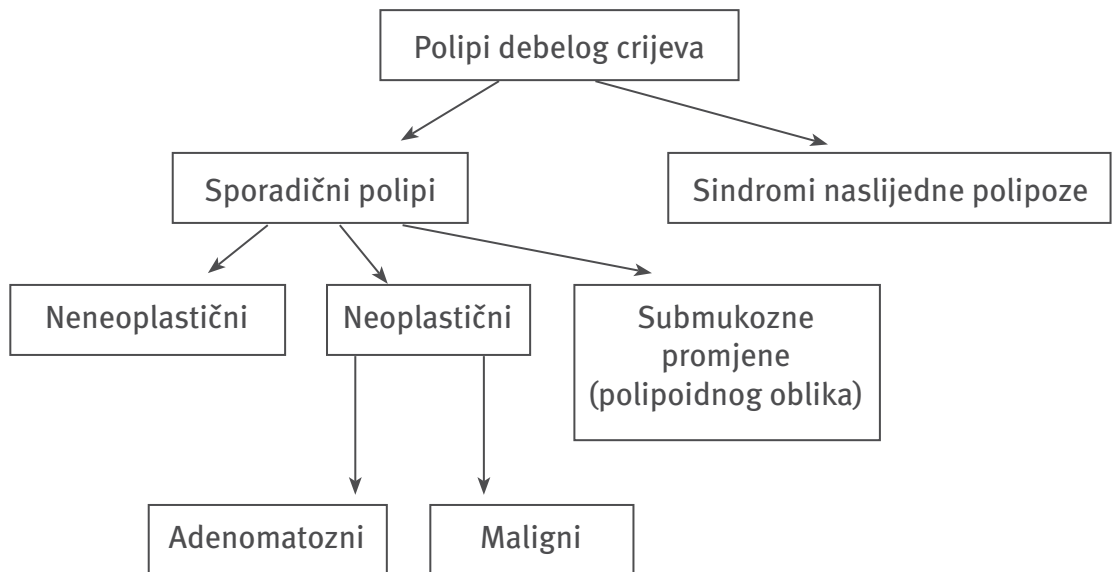 Polipi debelog crijeva
Sporadični polipi
Sindromi naslijedne polipoze
Neneoplastični
Neoplastični
Submukozne
promjene
(polipoidnog oblika)
Adenomatozni
Maligni